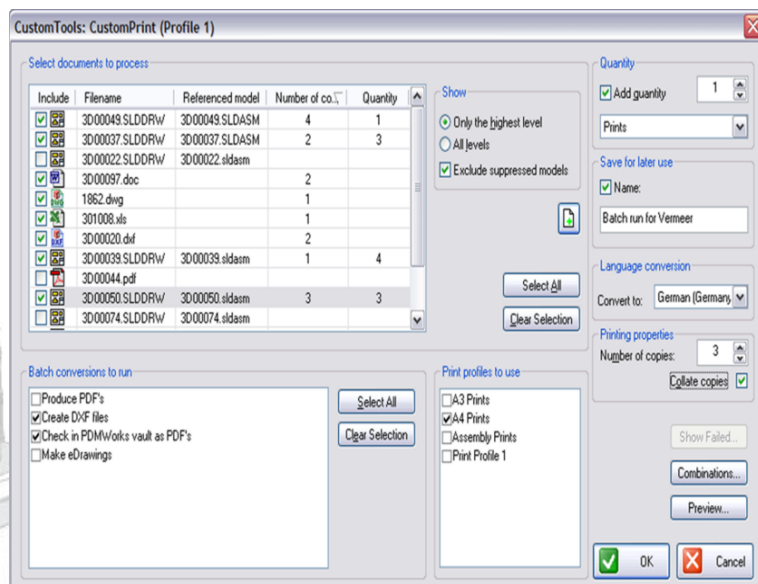 CustomTools: CustomPrint (Profile 1)
Select documents to process
Include Filename Referenced model Number of co... Quantity
3D00049.SLDDRW 3D00049.SLDASM 4 1
3D00037.SLDDRW 3D00037.SLDASM 2 3
3D00022.SLDDRW 3D00022.sldasm
3D00097.doc 2
1862.dwg 1
301008.xls 1
3D00020.dxf 2
3D00039.SLDDRW 3D00039.sldasm 1 4
3D00044.pdf
3D00050.SLDDRW 3D00050.sldasm 3 3
3D00074.SLDDRW 3D00074.sldasm
Show
Only the highest level
All levels
Exclude suppressed models
Select All
Clear Selection
Quantity
Add quantity 1
Prints
Save for later use
Name:
Batch run for Vermeer
Language conversion
Convert to: German (Germany
Printing properties
Number of copies: 3
Collate copies
Batch conversions to run
Produce PDF's
Create DXF files
Check in PDMWorks vault as PDF's
Make eDrawings
Select All
Clear Selection
Print profiles to use
A3 Prints
A4 Prints
Assembly Prints
Print Profile 1
Show Failed...
Combinations...
Preview...
OK
Cancel